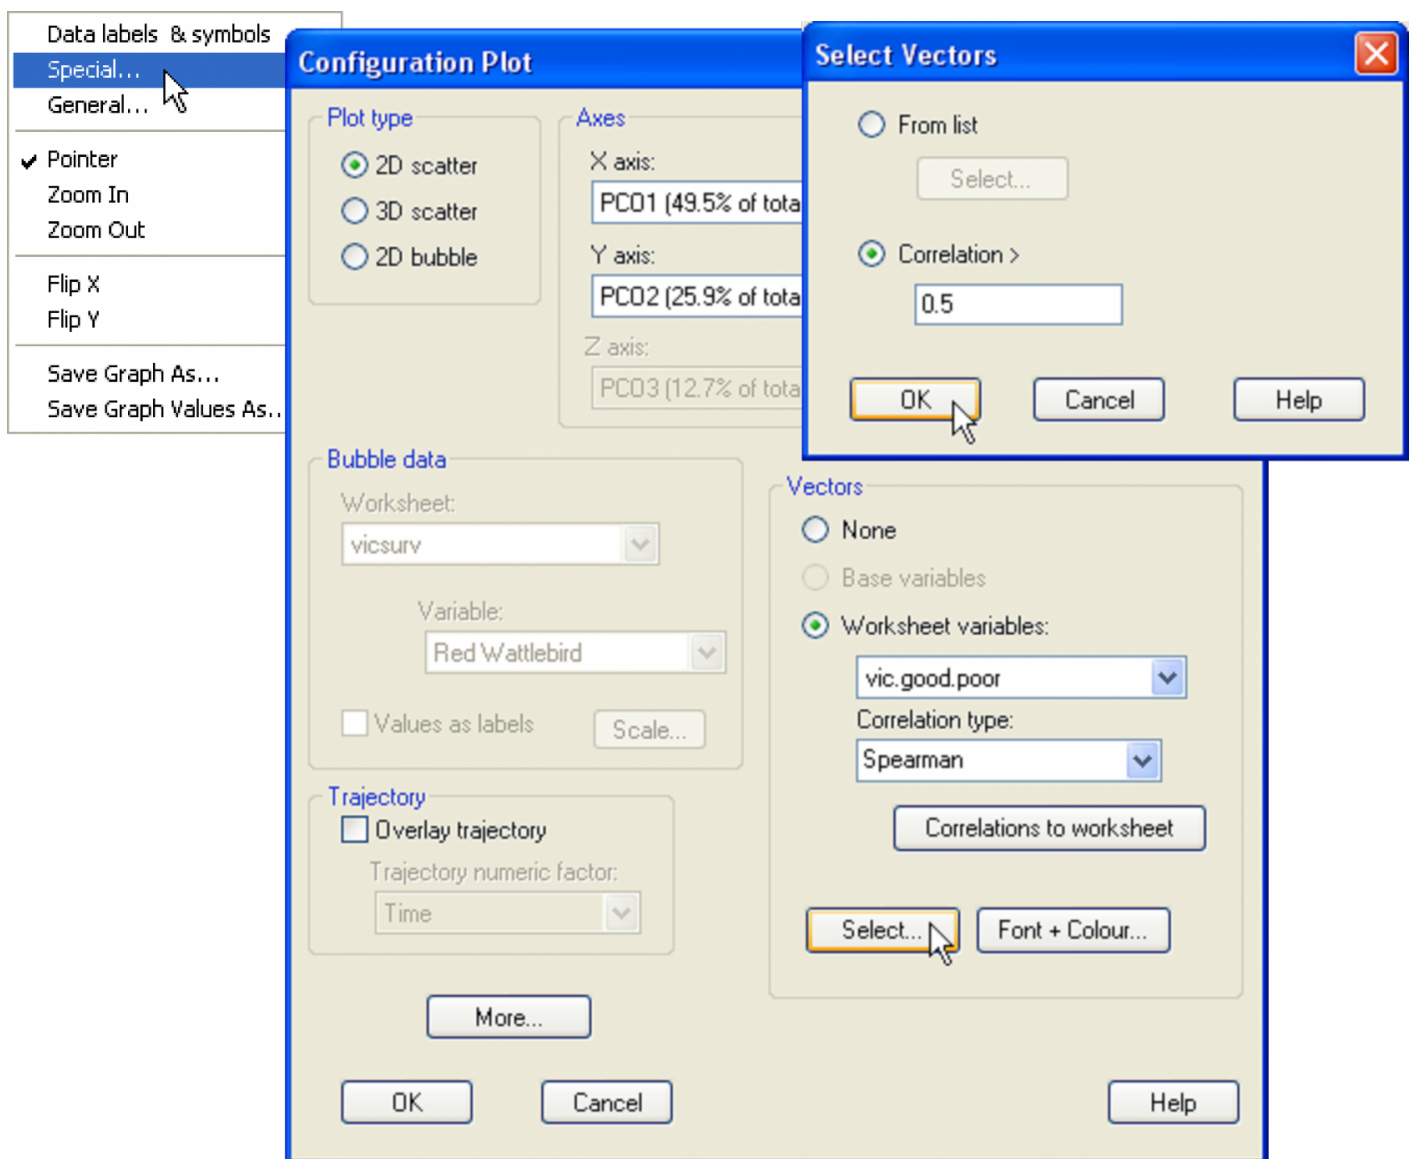 Data labels & symbols
Special...
General...
Pointer
Zoom In
Zoom Out
Flip X
Flip Y
Save Graph As...
Save Graph Values As..
Configuration Plot
Plot type
2D scatter
3D scatter
2D bubble
Axes
X axis:
PCO1 (49.5% of tota
Y axis:
PCO2 (25.9% of tota
Z axis:
PCO3 (12.7% of tota
Bubble data
Worksheet:
vicsurv
Variable:
Red Wattlebird
Values as labels
Scale...
Trajectory
Overlay trajectory
Trajectory numeric factor:
Time
More...
OK
Cancel
Help
Vectors
None
Base variables
Worksheet variables:
vic.good.poor
Correlation type:
Spearman
Correlations to worksheet
Select...
Font + Colour...
Select Vectors
From list
Select...
Correlation >
0.5
OK
Cancel
Help